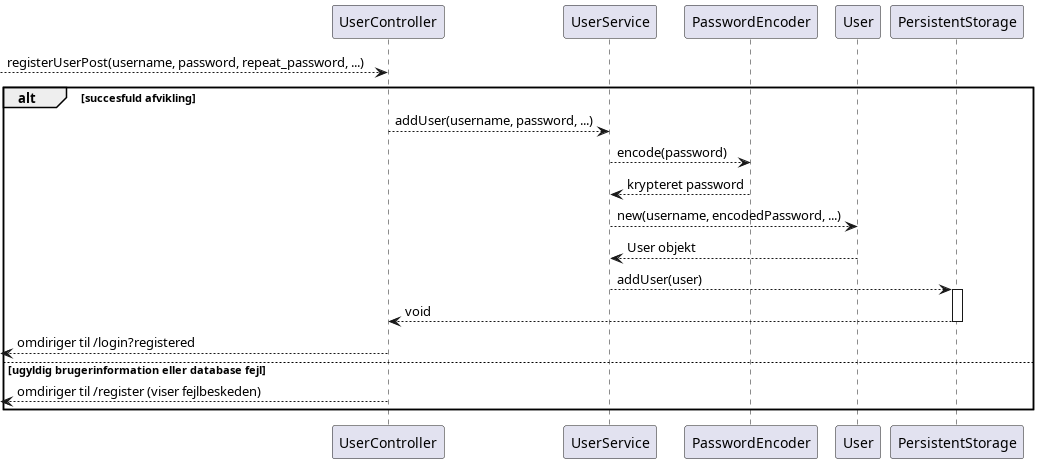 UserController UserService PasswordEncoder User PersistentStorage
registerUserPost(username, password, repeat_password, ...)
alt [succesfuld afvikling]
addUser(username, password, ...)
encode(password)
krypteret password
new(username, encodedPassword, ...)
User objekt
addUser(user)
void
omdiriger til /login?registered
[ugyldig brugerinformation eller database fejl]
omdiriger til /register (viser fejlbeskeden)
UserController UserService PasswordEncoder User PersistentStorage